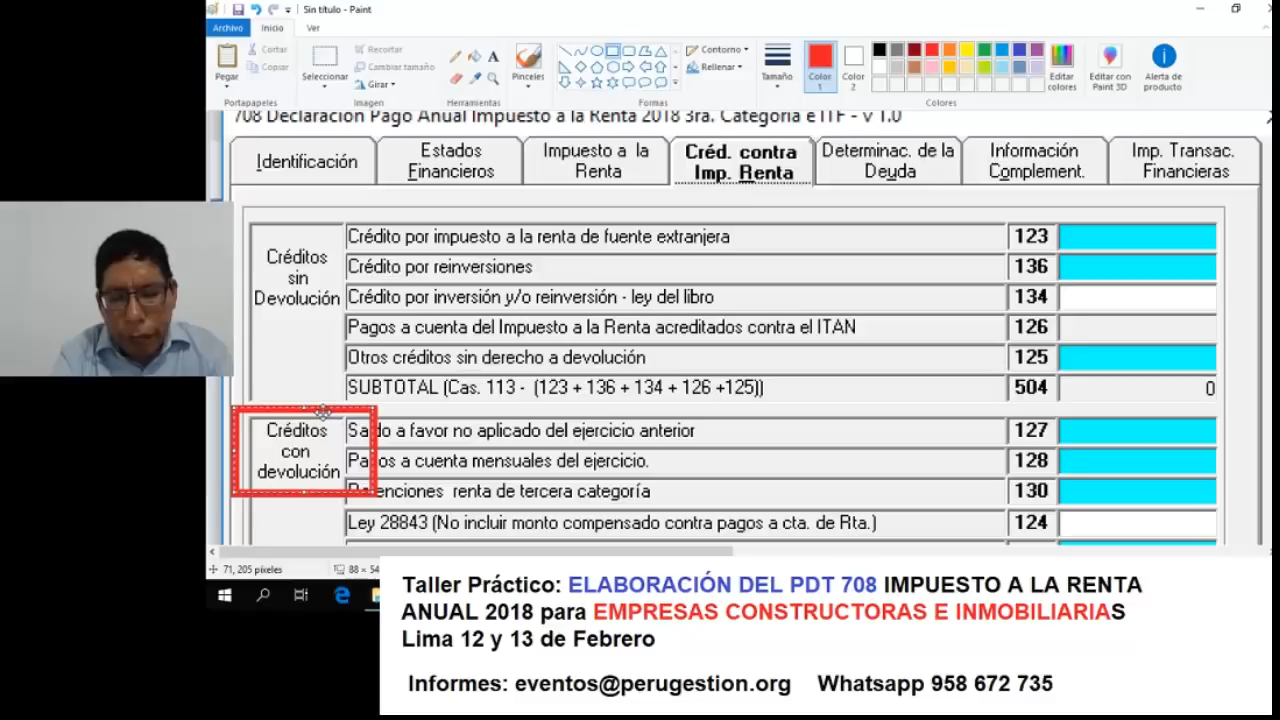 Sin título - Paint
Archivo Inicio Ver
Pegar
Cortar
Copiar
Portapapeles
Seleccionar
Recortar
Cambiar tamaño
Girar
Imagen
Pinceles
Herramientas
Contorno
Rellenar
Formas
Tamaño
Color 1
Color 2
Editar colores
Editar con Paint 3D
Alerta de producto
Colores
708 Declaración Pago Anual Impuesto a la Renta 2018 3ra. Categoría e ITF - v 1.0
Identificación
Estados Financieros
Impuesto a la Renta
Créd. contra Imp. Renta
Determinac. de la Deuda
Información Complement.
Imp. Transac. Financieras
Créditos sin Devolución
Crédito por impuesto a la renta de fuente extranjera 123
Crédito por reinversiones 136
Crédito por inversión y/o reinversión - ley del libro 134
Pagos a cuenta del Impuesto a la Renta acreditados contra el ITAN 126
Otros créditos sin derecho a devolución 125
SUBTOTAL (Cas. 113 - (123 + 136 + 134 + 126 +125)) 504 0
Créditos con devolución
Saldo a favor no aplicado del ejercicio anterior 127
Pagos a cuenta mensuales del ejercicio. 128
Retenciones renta de tercera categoría 130
Ley 28843 (No incluir monto compensado contra pagos a cta. de Rta.) 124
71, 205 píxeles
88 × 54
Taller Práctico: ELABORACIÓN DEL PDT 708 IMPUESTO A LA RENTA
ANUAL 2018 para EMPRESAS CONSTRUCTORAS E INMOBILIARIAS
Lima 12 y 13 de Febrero
Informes: eventos@perugestion.org Whatsapp 958 672 735